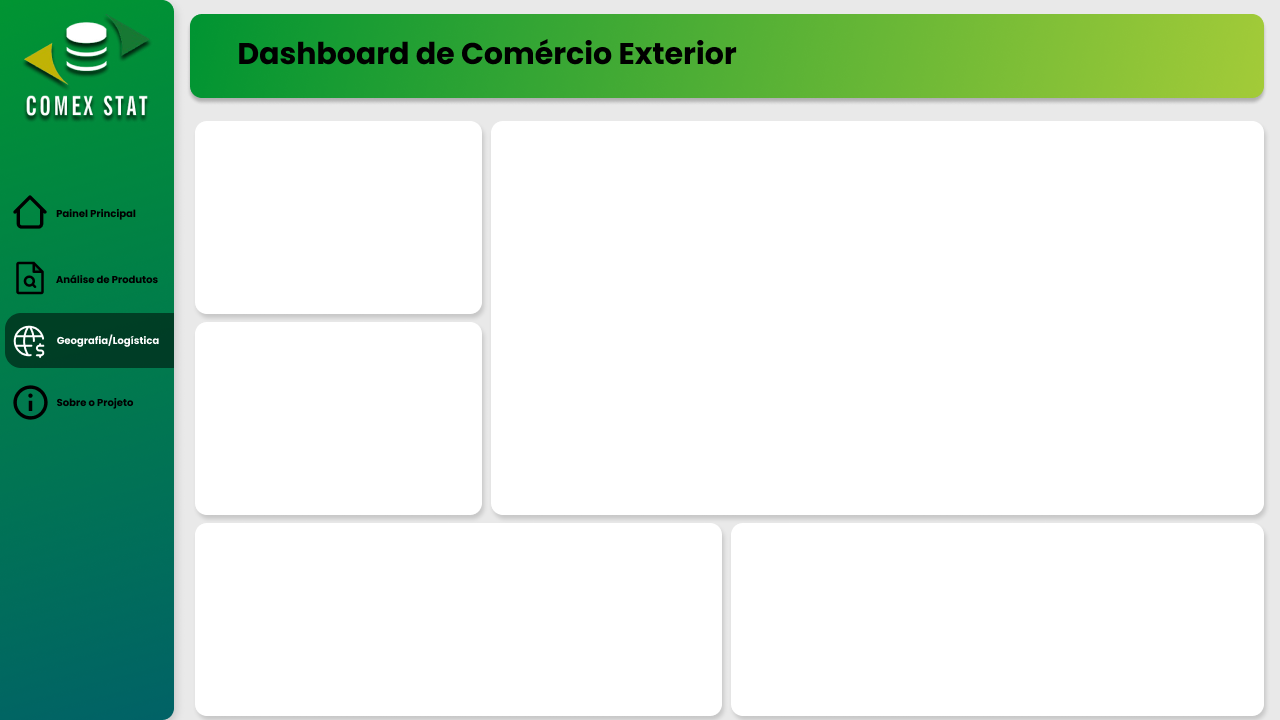 COMEX STAT
Dashboard de Comércio Exterior
Painel Principal
Análise de Produtos
Geografia/Logística
Sobre o Projeto